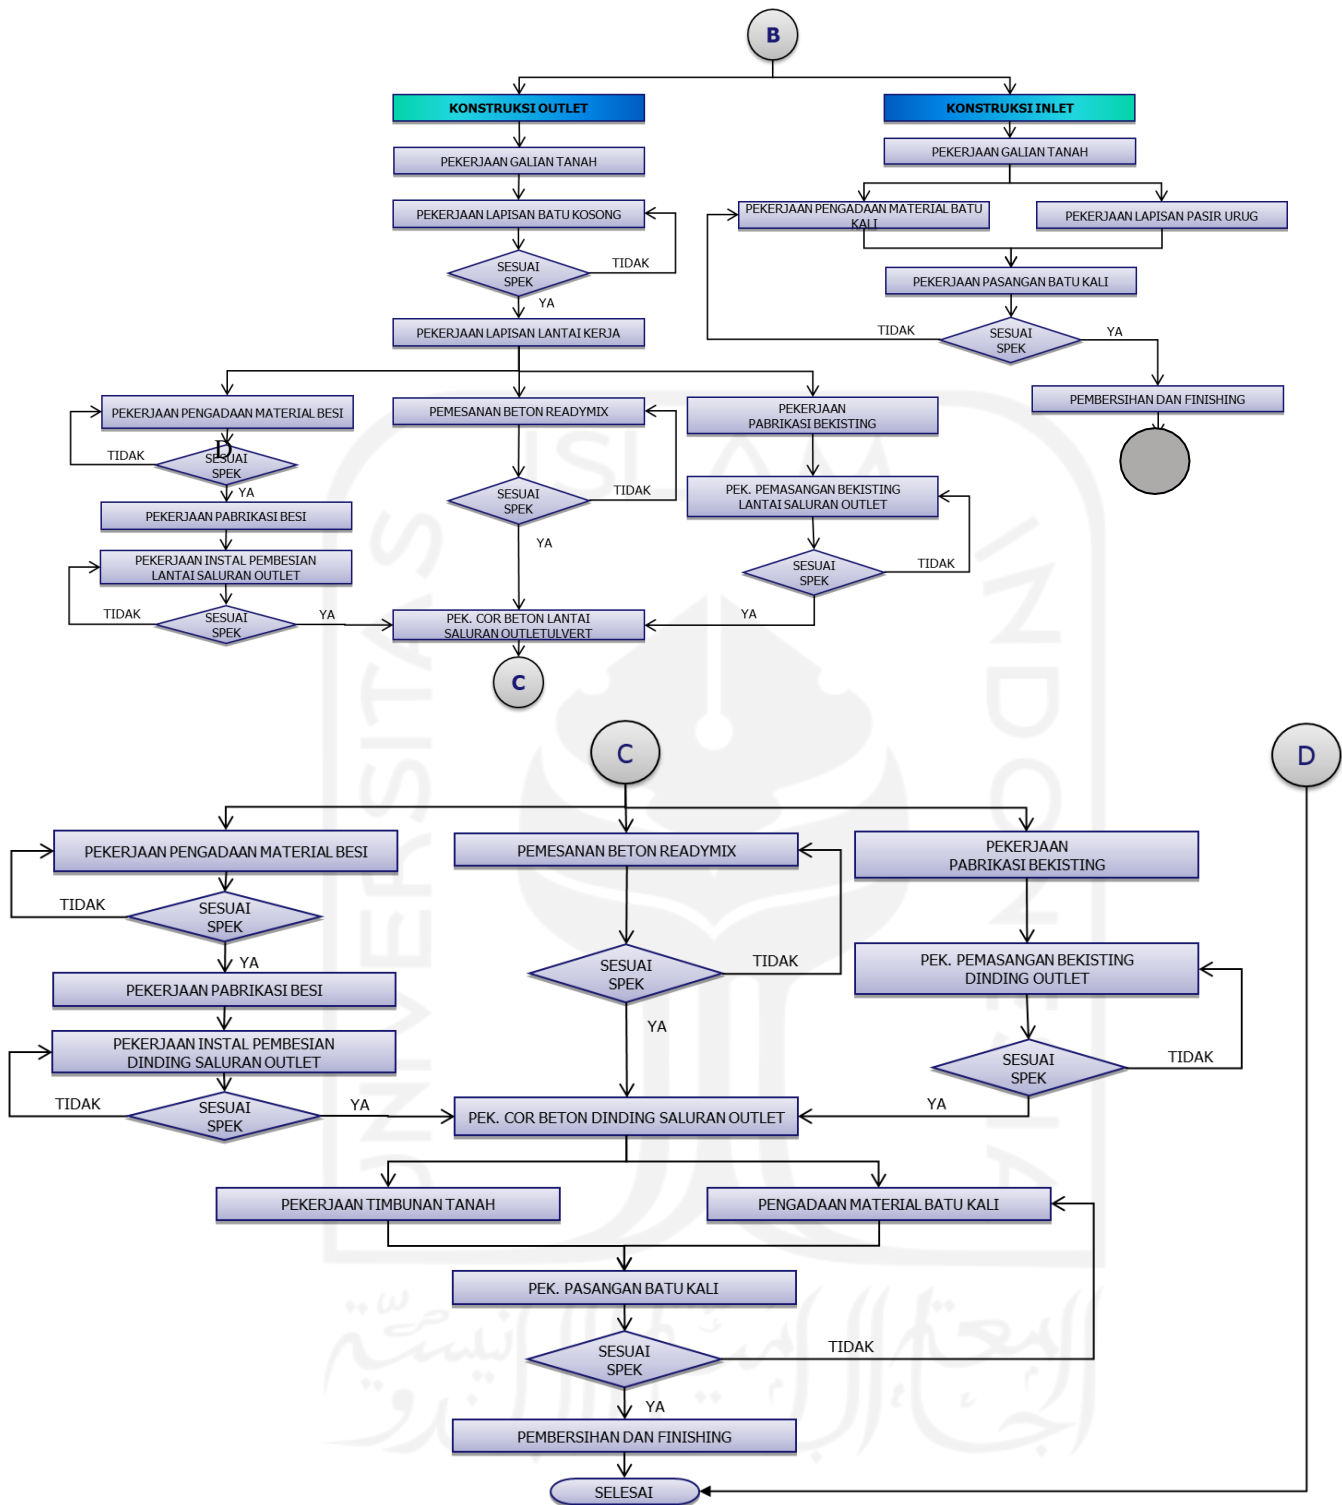 B
KONSTRUKSI OUTLET
KONSTRUKSI INLET
PEKERJAAN GALIAN TANAH
PEKERJAAN GALIAN TANAH
PEKERJAAN LAPISAN BATU KOSONG
PEKERJAAN PENGADAAN MATERIAL BATU
KALI
PEKERJAAN LAPISAN PASIR URUG
SESUAI
SPEK
TIDAK
YA
PEKERJAAN PASANGAN BATU KALI
PEKERJAAN LAPISAN LANTAI KERJA
TIDAK
SESUAI
SPEK
YA
PEKERJAAN PENGADAAN MATERIAL BESI
PEMESANAN BETON READYMIX
PEKERJAAN
PABRIKASI BEKISTING
PEMBERSIHAN DAN FINISHING
D
TIDAK
SESUAI
SPEK
YA
SESUAI
SPEK
TIDAK
YA
PEK. PEMASANGAN BEKISTING
LANTAI SALURAN OUTLET
PEKERJAAN PABRIKASI BESI
PEKERJAAN INSTAL PEMBESIAN
LANTAI SALURAN OUTLET
SESUAI
SPEK
TIDAK
YA
TIDAK
SESUAI
SPEK
YA
PEK. COR BETON LANTAI
SALURAN OUTLETULVERT
C
C
D
PEKERJAAN PENGADAAN MATERIAL BESI
PEMESANAN BETON READYMIX
PEKERJAAN
PABRIKASI BEKISTING
TIDAK
SESUAI
SPEK
YA
SESUAI
SPEK
TIDAK
YA
PEK. PEMASANGAN BEKISTING
DINDING OUTLET
PEKERJAAN PABRIKASI BESI
PEKERJAAN INSTAL PEMBESIAN
DINDING SALURAN OUTLET
SESUAI
SPEK
TIDAK
YA
TIDAK
SESUAI
SPEK
YA
PEK. COR BETON DINDING SALURAN OUTLET
PEKERJAAN TIMBUNAN TANAH
PENGADAAN MATERIAL BATU KALI
PEK. PASANGAN BATU KALI
SESUAI
SPEK
TIDAK
YA
PEMBERSIHAN DAN FINISHING
SELESAI
UNIVERSITAS
ISLAM
INDONESIA